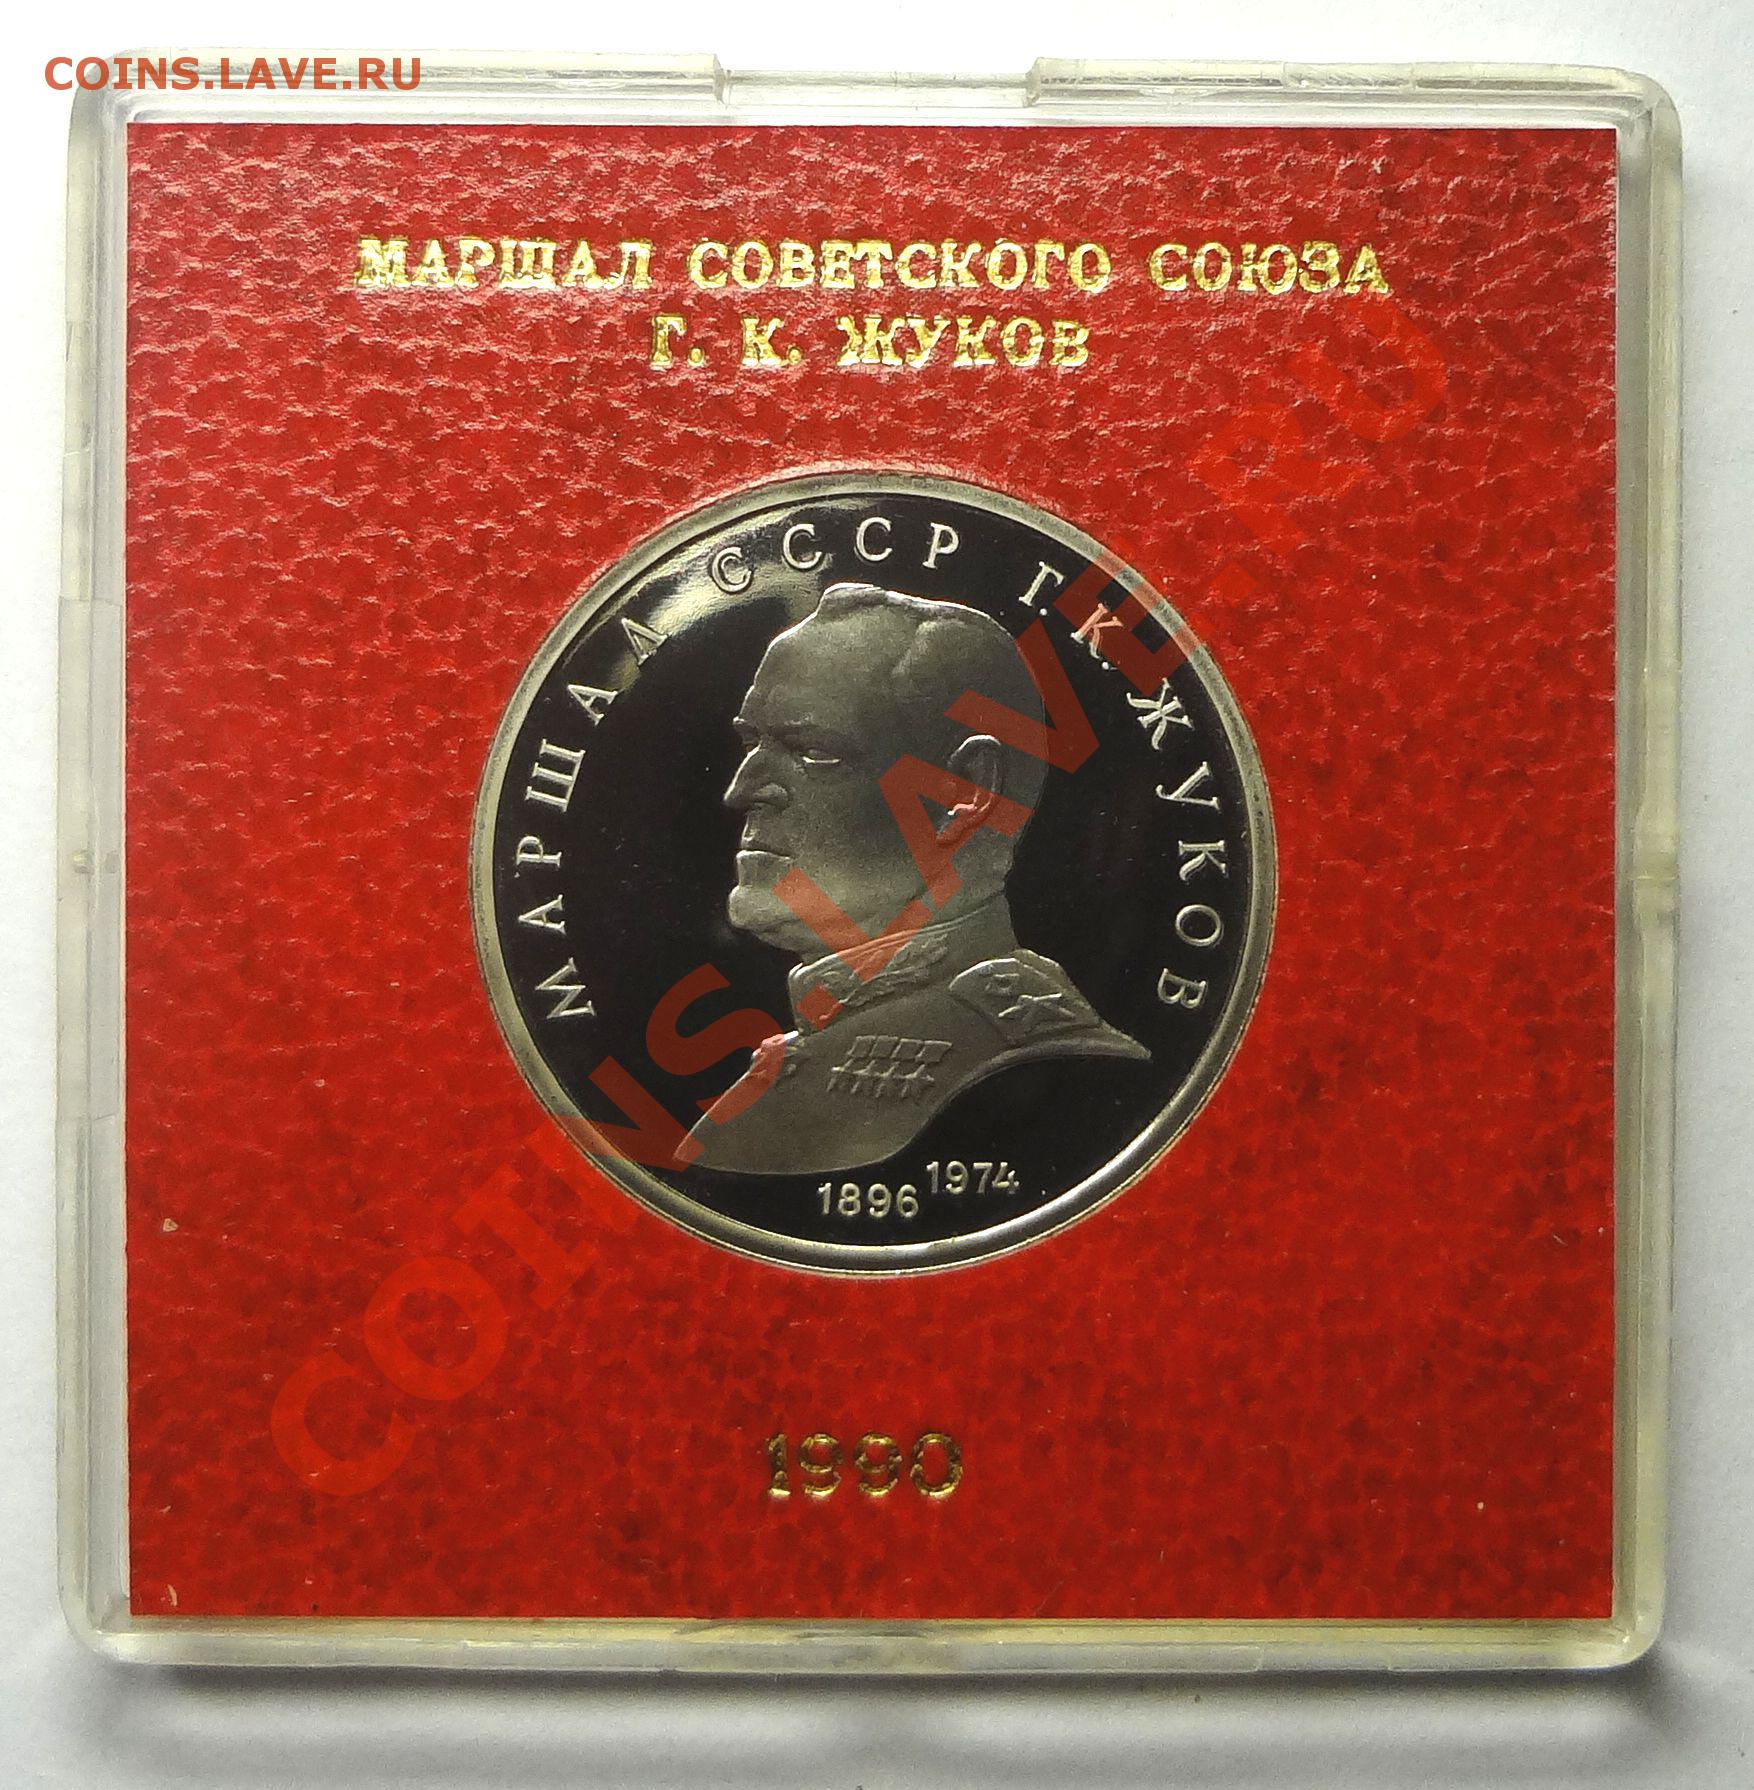 COINS.LAVE.RU
МАРШАЛ СОВЕТСКОГО СОЮЗА
Г. К. ЖУКОВ
МАРШАЛ СССР Г. К. ЖУКОВ
1896 1974
1990
COINS.LAVE.RU